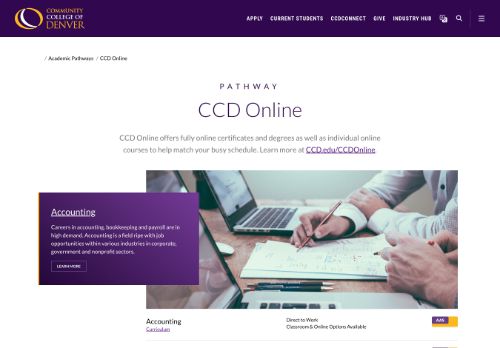 COMMUNITY
COLLEGE OF
DENVER
APPLY CURRENT STUDENTS CCDCONNECT GIVE INDUSTRY HUB
/ Academic Pathways / CCD Online
PATHWAY
CCD Online
CCD Online offers fully online certificates and degrees as well as individual online
courses to help match your busy schedule. Learn more at CCD.edu/CCDOnline
Accounting
Careers in accounting, bookkeeping and payroll are in
high demand. Accounting is a field ripe with job
opportunities within various industries in corporate,
government and nonprofit sectors.
LEARN MORE
Accounting
Curriculum
Direct to Work
Classroom & Online Options Available
AAS